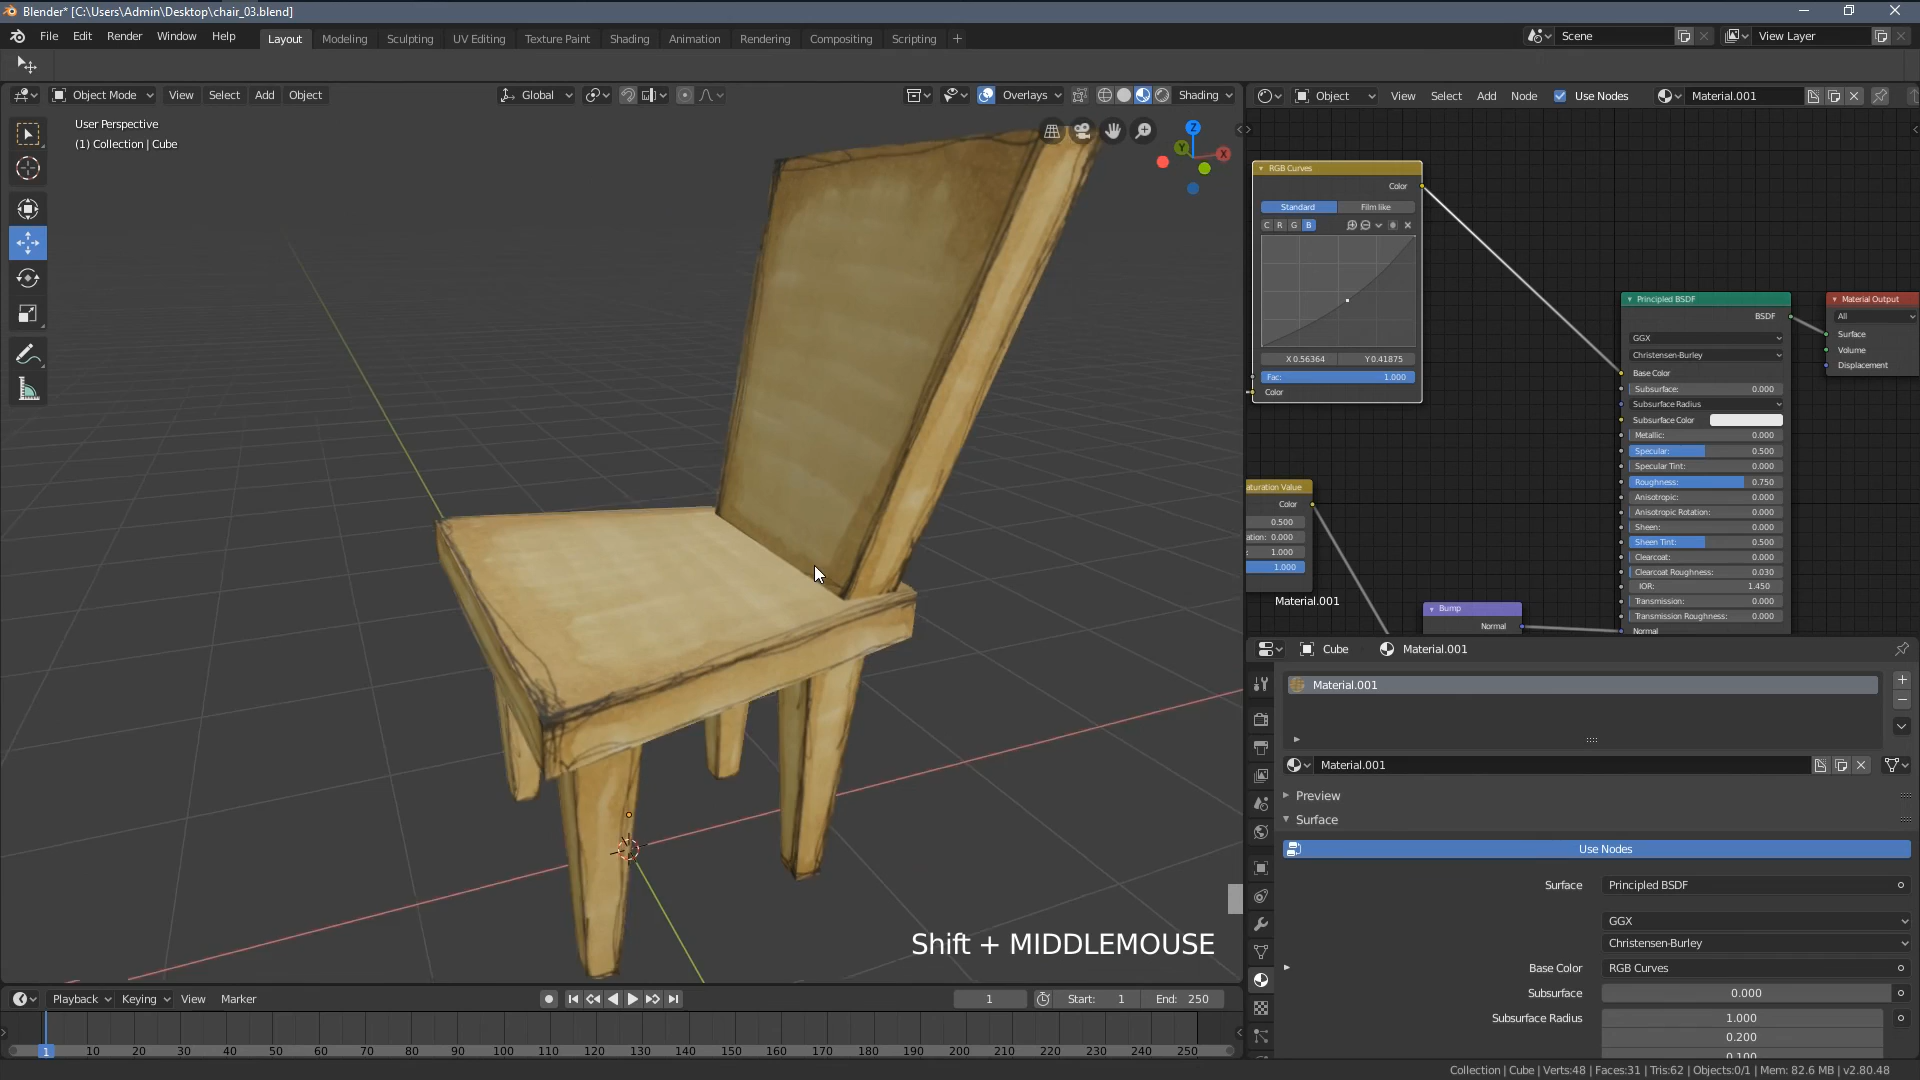 Blender* [C:\Users\Admin\Desktop\chair_03.blend]
File Edit Render Window Help
Layout Modeling Sculpting UV Editing Texture Paint Shading Animation Rendering Compositing Scripting +
Scene
View Layer
Object Mode View Select Add Object
Global
Overlays
Shading
Object View Select Add Node Use Nodes
Material.001
User Perspective
(1) Collection | Cube
Z
Y
X
RGB Curves
Color
Standard Film like
C R G B
X 0.56364 Y 0.41875
Fac: 1.000
Color
aturation Value
Color
0.500
ation: 0.000
: 1.000
1.000
Material.001
Bump
Normal
Principled BSDF
BSDF
GGX
Christensen-Burley
Base Color
Subsurface: 0.000
Subsurface Radius
Subsurface Color
Metallic: 0.000
Specular: 0.500
Specular Tint: 0.000
Roughness: 0.750
Anisotropic: 0.000
Anisotropic Rotation: 0.000
Sheen: 0.000
Sheen Tint: 0.500
Clearcoat: 0.000
Clearcoat Roughness: 0.030
IOR: 1.450
Transmission: 0.000
Transmission Roughness: 0.000
Normal
Material Output
All
Surface
Volume
Displacement
Cube Material.001
Material.001
Material.001
Preview
Surface
Use Nodes
Surface Principled BSDF
GGX
Christensen-Burley
Base Color RGB Curves
Subsurface 0.000
Subsurface Radius 1.000
0.200
0.100
Shift + MIDDLEMOUSE
Playback Keying View Marker
1
Start: 1 End: 250
1 10 20 30 40 50 60 70 80 90 100 110 120 130 140 150 160 170 180 190 200 210 220 230 240 250
Collection | Cube | Verts:48 | Faces:31 | Tris:62 | Objects:0/1 | Mem: 82.6 MB | v2.80.48